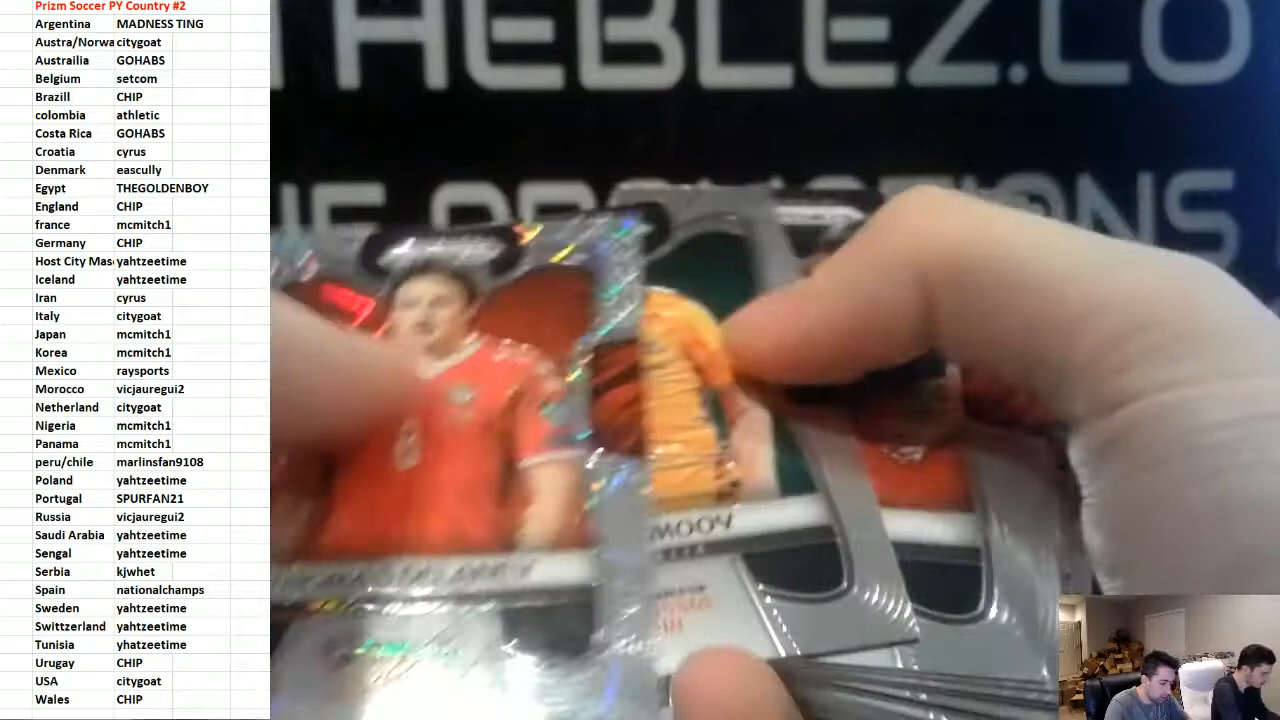 Prizm Soccer PY Country #2
Argentina MADNESS TING
Austra/Norwa citygoat
Austrailia GOHABS
Belgium setcom
Brazill CHIP
colombia athletic
Costa Rica GOHABS
Croatia cyrus
Denmark eascully
Egypt THEGOLDENBOY
England CHIP
france mcmitch1
Germany CHIP
Host City Mas yahtzeetime
Iceland yahtzeetime
Iran cyrus
Italy citygoat
Japan mcmitch1
Korea mcmitch1
Mexico raysports
Morocco vicjauregui2
Netherland citygoat
Nigeria mcmitch1
Panama mcmitch1
peru/chile marlinsfan9108
Poland yahtzeetime
Portugal SPURFAN21
Russia vicjauregui2
Saudi Arabia yahtzeetime
Sengal yahtzeetime
Serbia kjwhet
Spain nationalchamps
Sweden yahtzeetime
Swittzerland yahtzeetime
Tunisia yhatzeetime
Urugay CHIP
USA citygoat
Wales CHIP
THEBLEZ.CO
MOOY